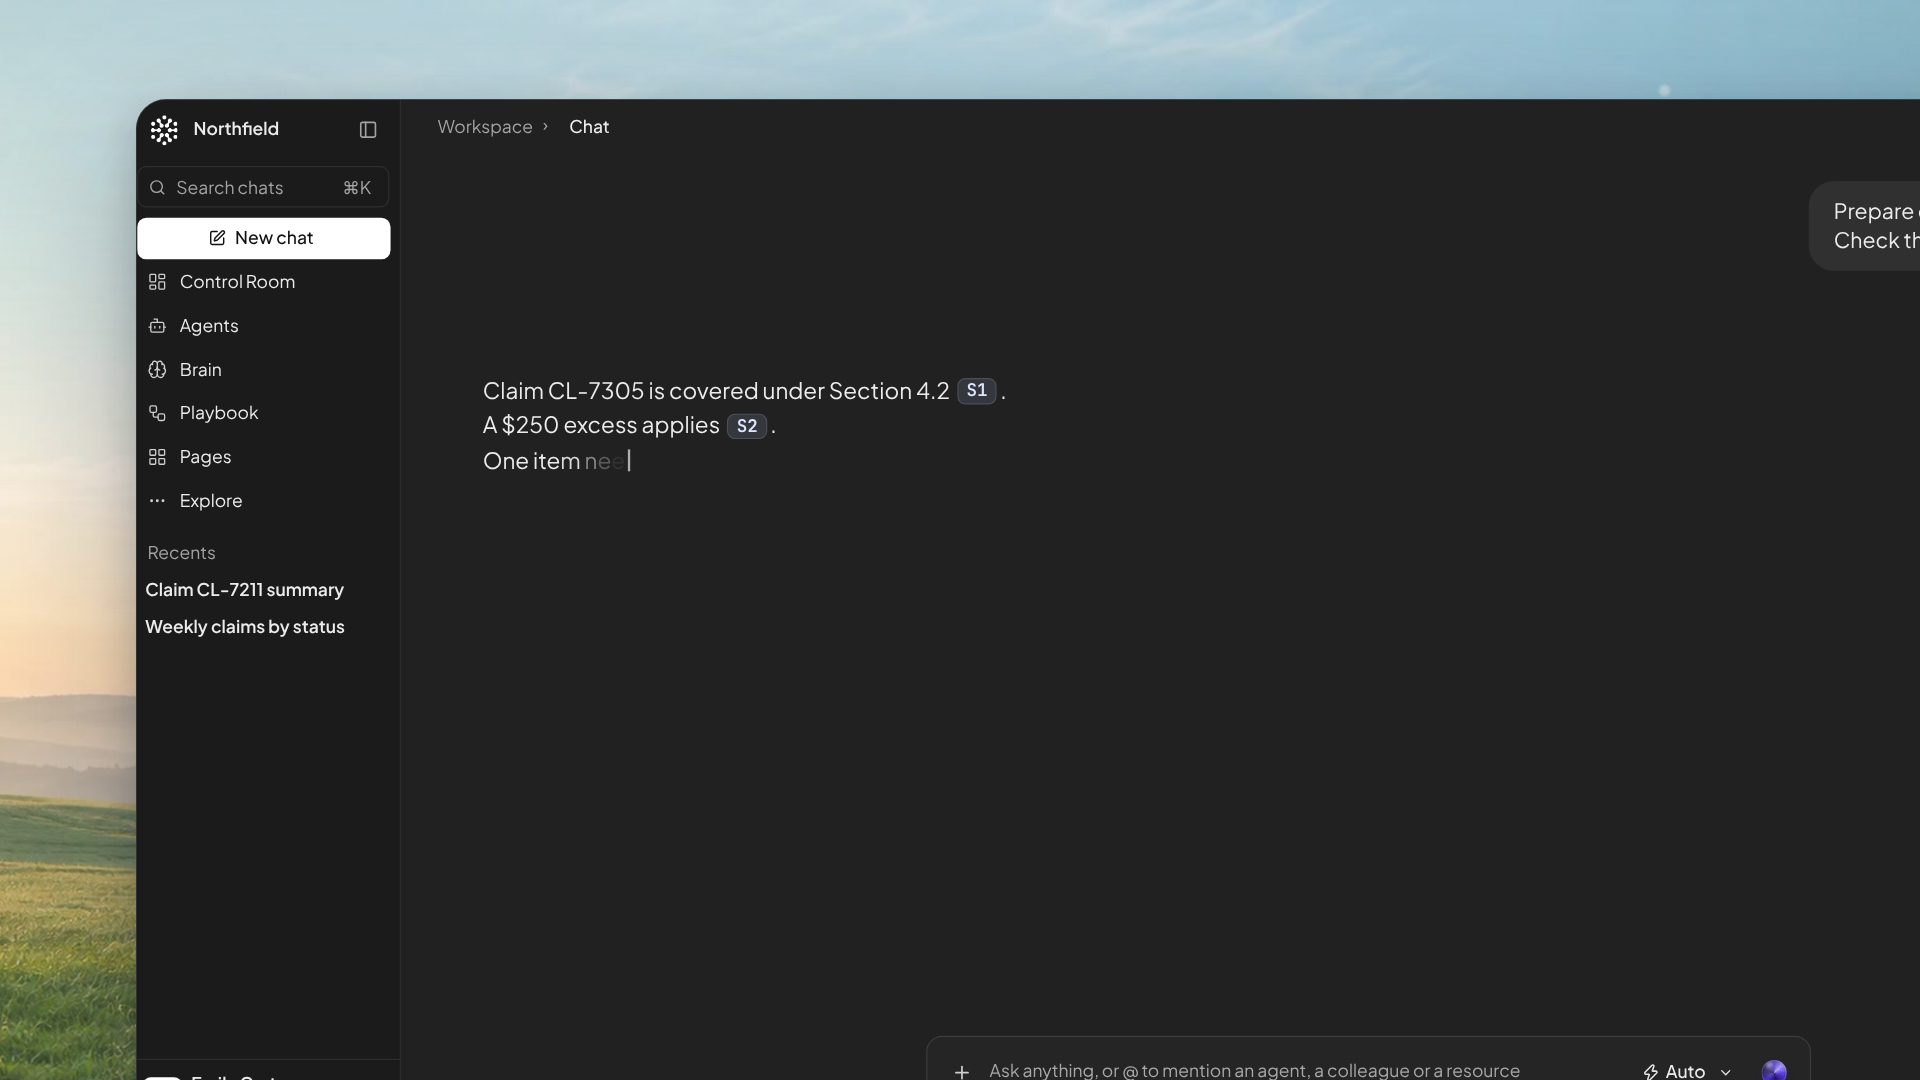 Northfield
Search chats ⌘K
New chat
Control Room
Agents
Brain
Playbook
Pages
Explore
Recents
Claim CL-7211 summary
Weekly claims by status
Workspace › Chat
Prepare
Check th
Claim CL-7305 is covered under Section 4.2 S1 .
A $250 excess applies S2 .
One item nee
Ask anything, or @ to mention an agent, a colleague or a resource
Auto